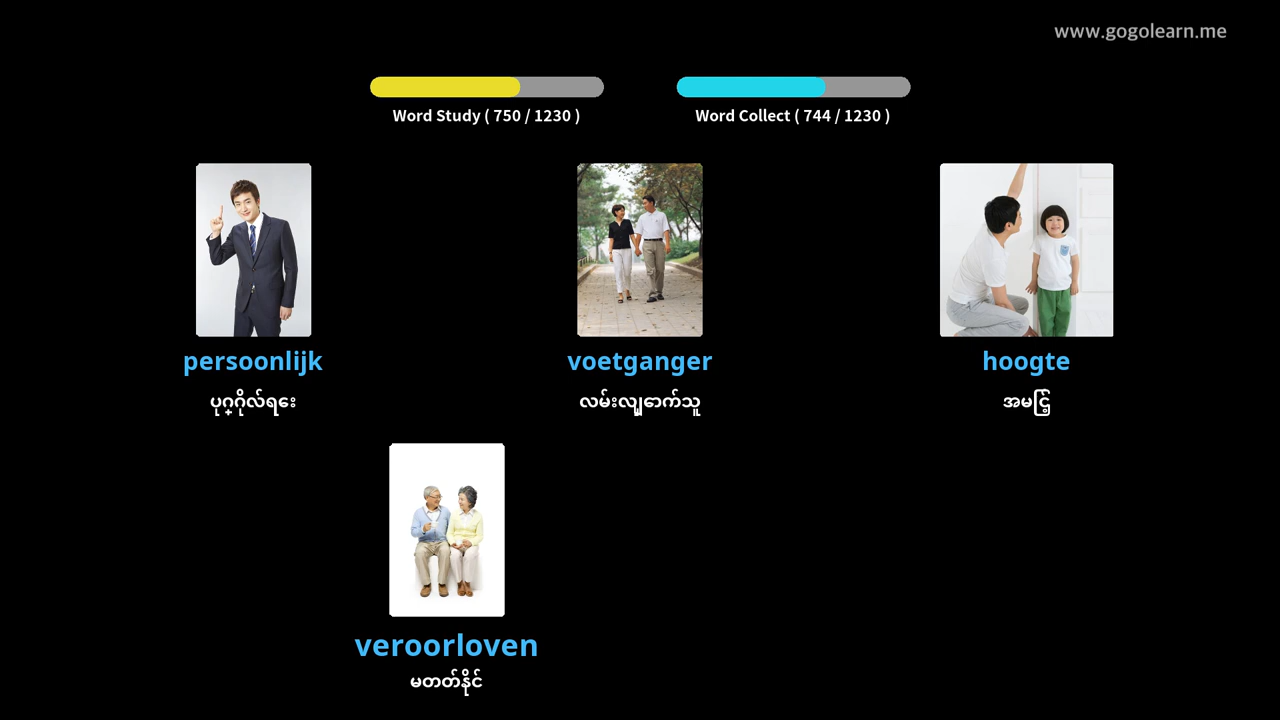 www.gogolearn.me
Word Study ( 750 / 1230 )
Word Collect ( 744 / 1230 )
persoonlijk
voetganger
hoogte
ပုဂ္ဂိုလ်ရေး
လမ်းလျှောက်သူ
အမြင့်
veroorloven
မတတ်နိုင်